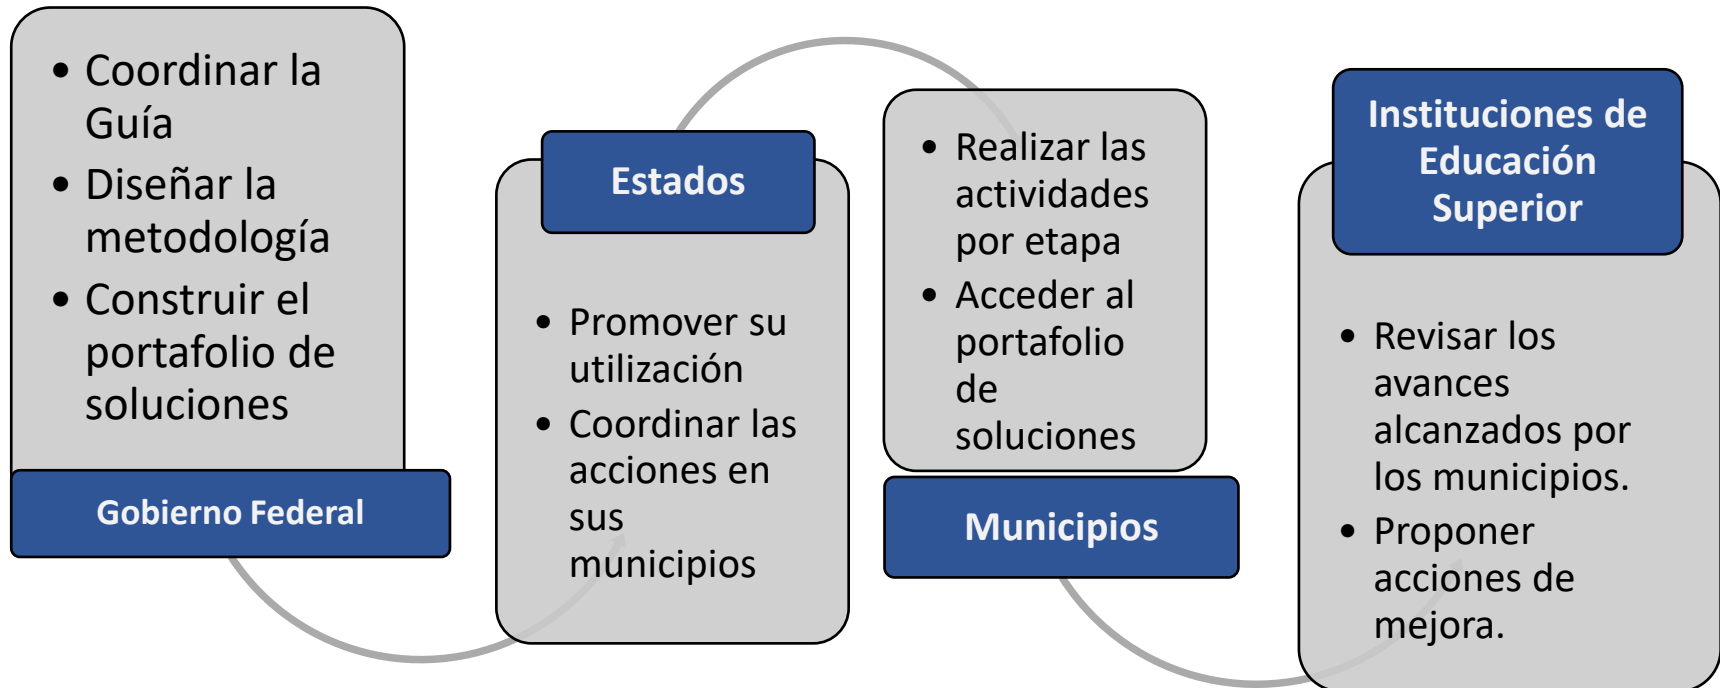 • Coordinar la
Guía
• Diseñar la
metodología
• Construir el
portafolio de
soluciones
Gobierno Federal
Estados
• Promover su
utilización
• Coordinar las
acciones en
sus
municipios
• Realizar las
actividades
por etapa
• Acceder al
portafolio
de
soluciones
Municipios
Instituciones de
Educación
Superior
• Revisar los
avances
alcanzados por
los municipios.
• Proponer
acciones de
mejora.